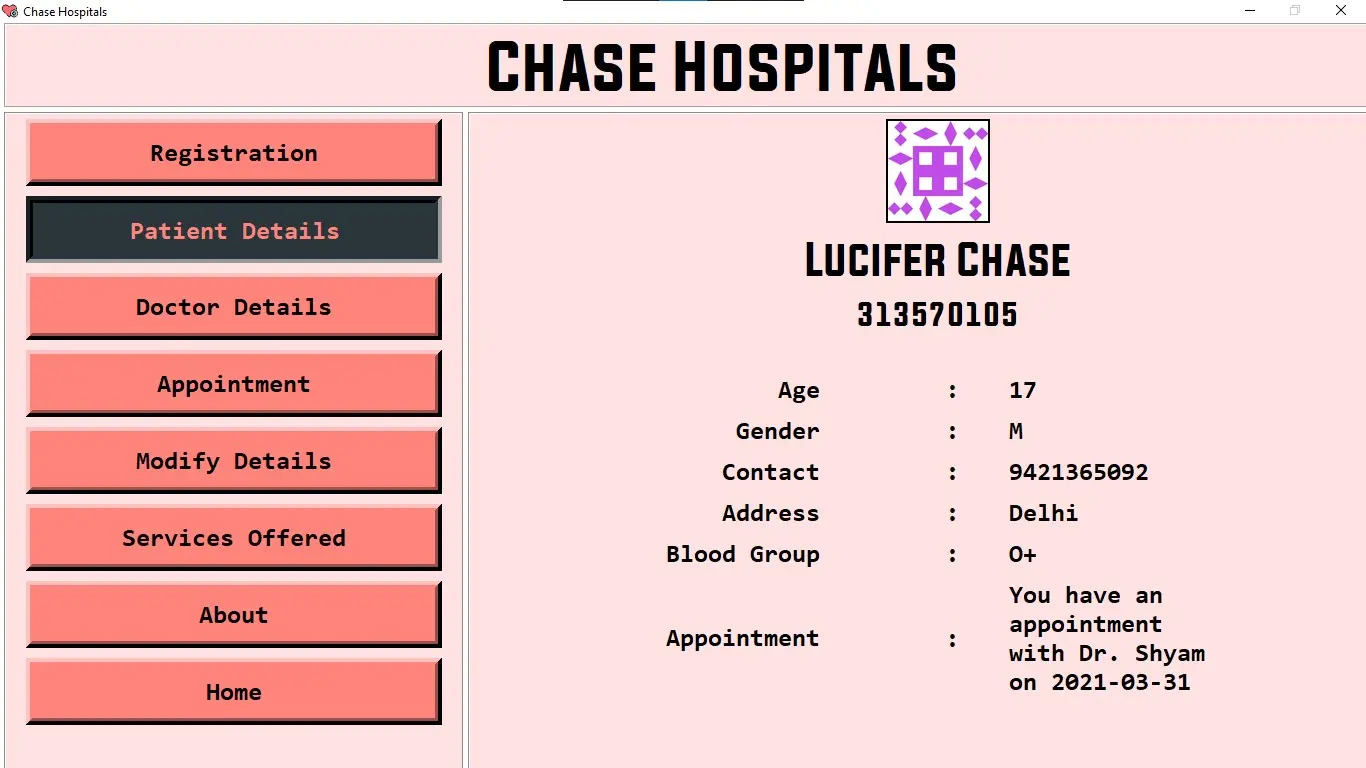 Chase Hospitals
Chase Hospitals
Registration
Patient Details
Doctor Details
Appointment
Modify Details
Services Offered
About
Home
Lucifer Chase
313570105
Age : 17
Gender : M
Contact : 9421365092
Address : Delhi
Blood Group : O+
Appointment : You have an
appointment
with Dr. Shyam
on 2021-03-31